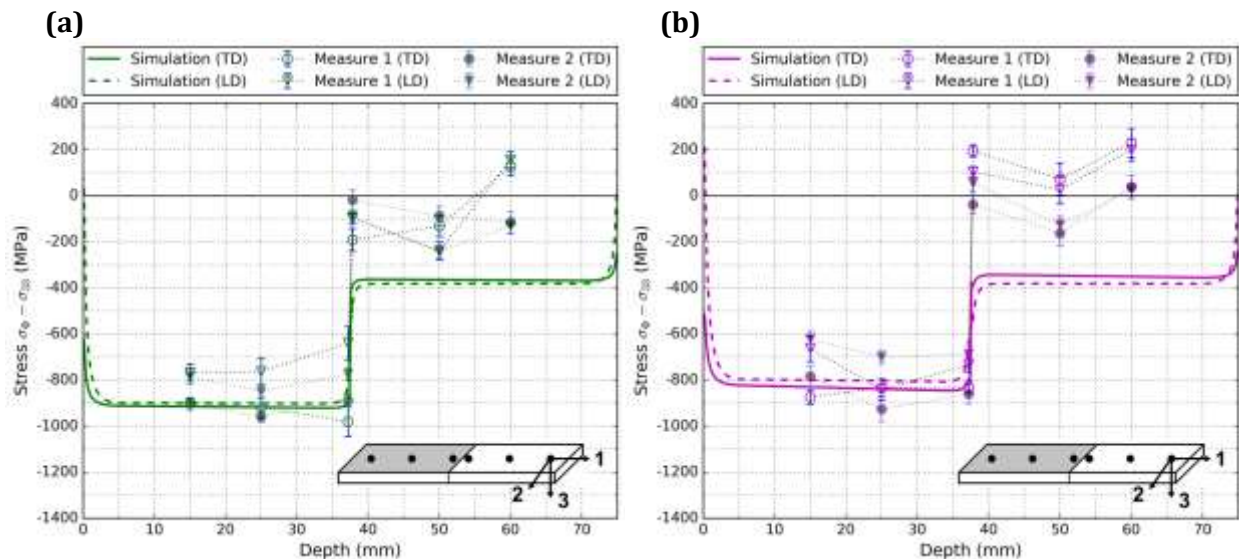 (a)
(b)
Simulation (TD) Measure 1 (TD) Measure 2 (TD)
Simulation (LD) Measure 1 (LD) Measure 2 (LD)
Simulation (TD) Measure 1 (TD) Measure 2 (TD)
Simulation (LD) Measure 1 (LD) Measure 2 (LD)
Stress σΦ − σ33 (MPa)
400
200
0
-200
-400
-600
-800
-1000
-1200
-1400
1
2
3
0 10 20 30 40 50 60 70
Depth (mm)
Stress σΦ − σ33 (MPa)
400
200
0
-200
-400
-600
-800
-1000
-1200
-1400
1
2
3
0 10 20 30 40 50 60 70
Depth (mm)